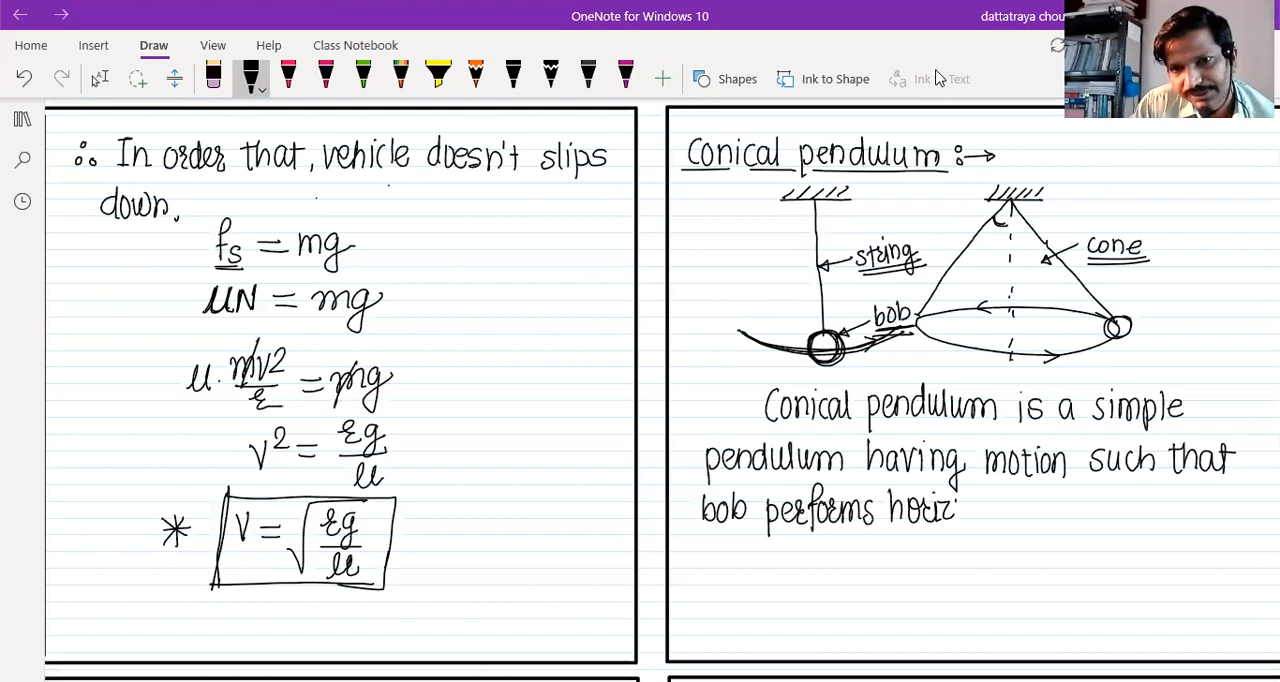 OneNote for Windows 10
dattatraya chou
Home Insert Draw View Help Class Notebook
Shapes Ink to Shape Ink to Text
∴ In order that, vehicle doesn't slips
down.
fs = mg
μN = mg
μ. mv2/r = mg
v2 = rg/μ
* V = √rg/μ
Conical pendulum :→
string
cone
bob
Conical pendulum is a simple
pendulum having motion such that
bob performs horiz